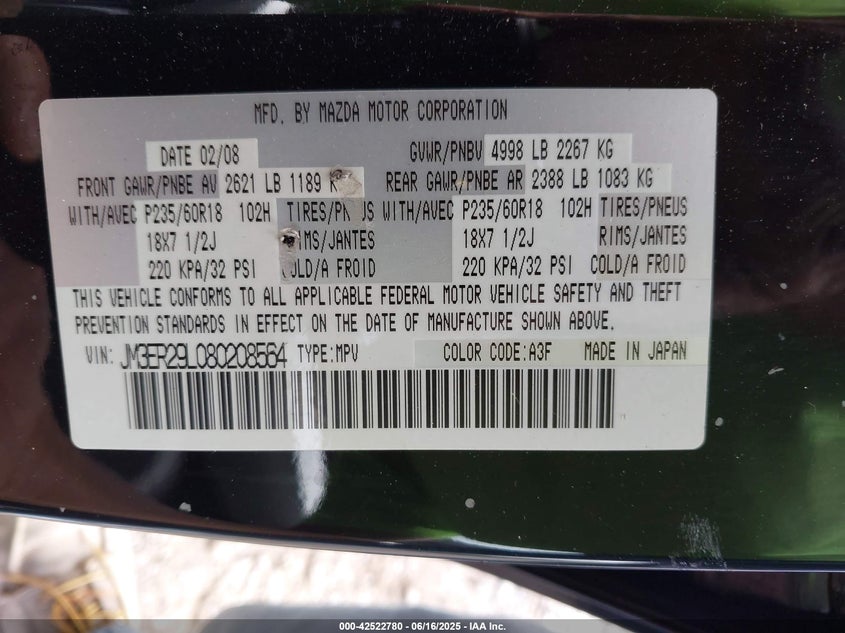 MFD. BY MAZDA MOTOR CORPORATION
DATE 02/08 GVWR/PNBV 4998 LB 2267 KG
FRONT GAWR/PNBE AV 2621 LB 1189 K REAR GAWR/PNBE AR 2388 LB 1083 KG
WITH/AVEC P235/60R18 102H TIRES/PNEUS WITH/AVEC P235/60R18 102H TIRES/PNEUS
18X7 1/2J RIMS/JANTES 18X7 1/2J RIMS/JANTES
220 KPA/32 PSI COLD/A FROID 220 KPA/32 PSI COLD/A FROID
THIS VEHICLE CONFORMS TO ALL APPLICABLE FEDERAL MOTOR VEHICLE SAFETY AND THEFT
PREVENTION STANDARDS IN EFFECT ON THE DATE OF MANUFACTURE SHOWN ABOVE.
VIN: JM3ER29L080208564 TYPE:MPV COLOR CODE:A3F MADE IN JAPAN
000-42522780 - 06/16/2025 - IAA Inc.